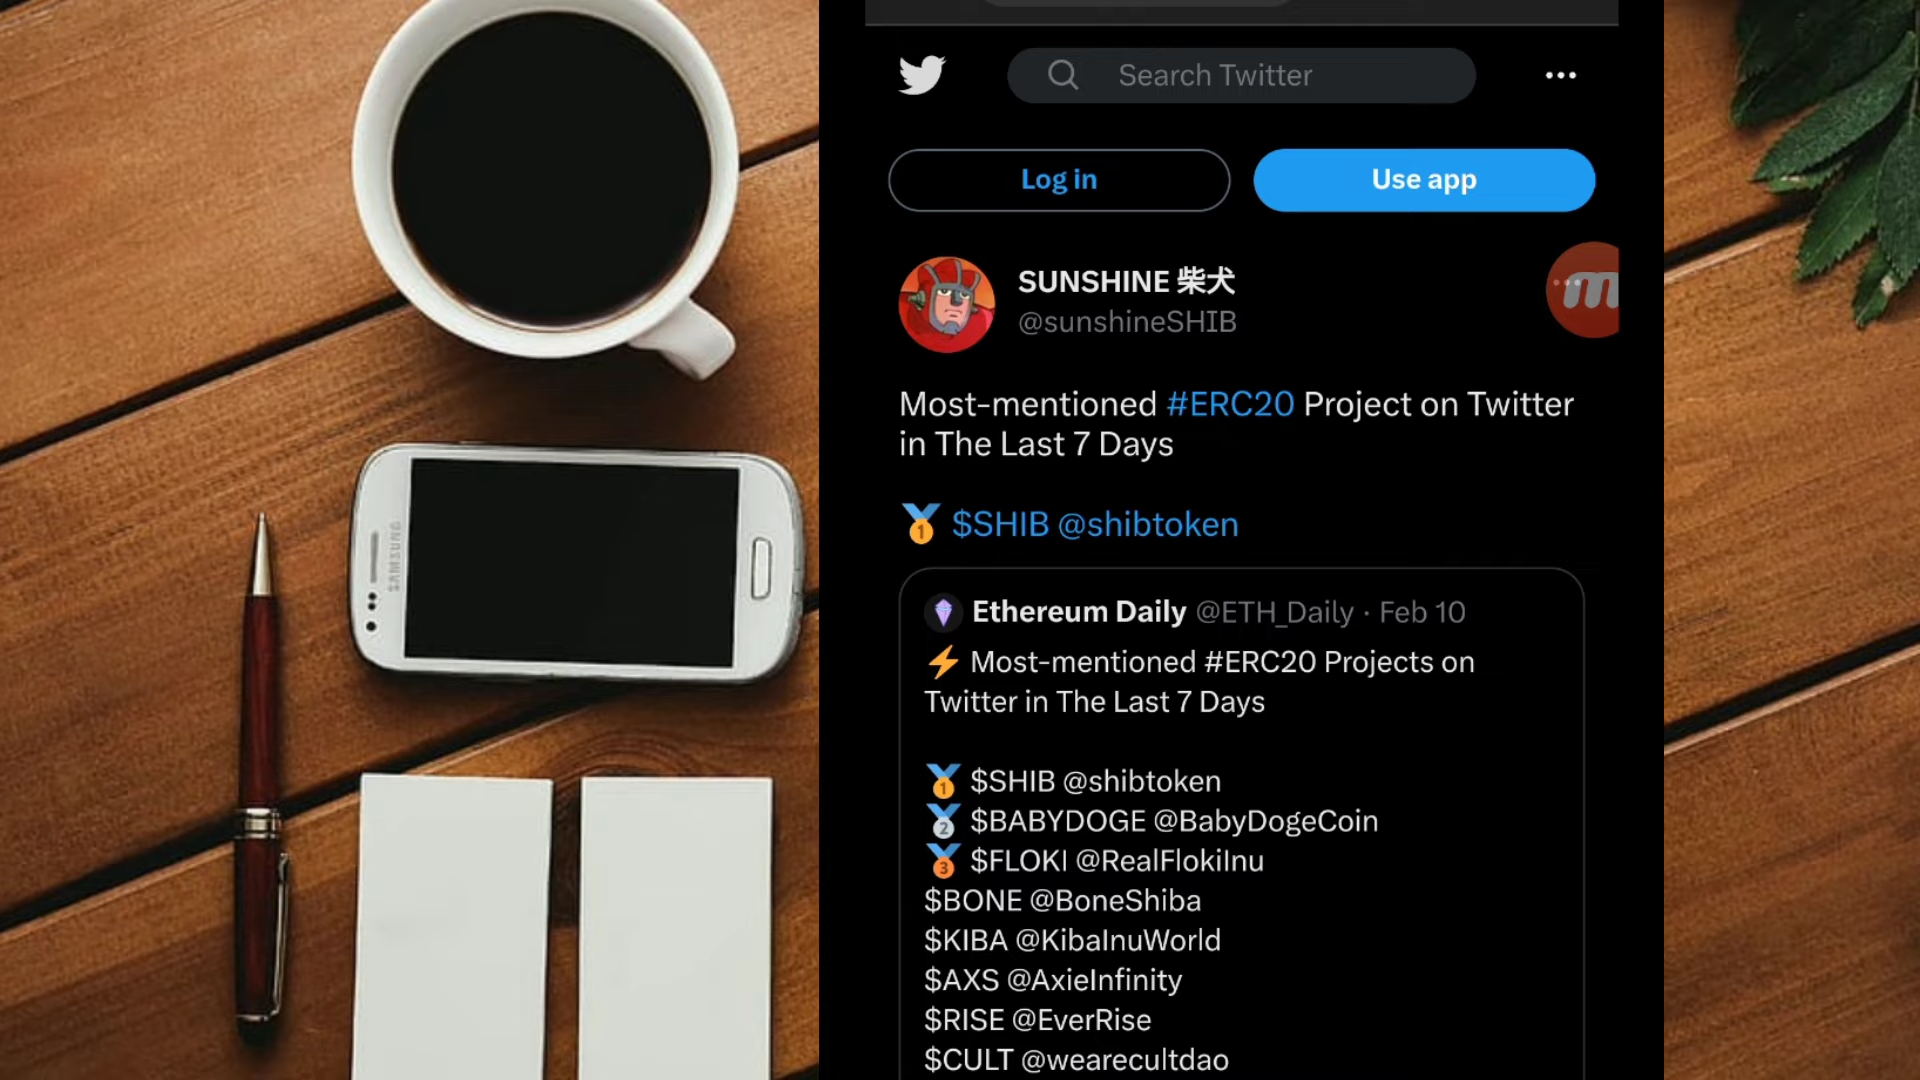 Search Twitter
Log in
Use app
SUNSHINE 柴犬
@sunshineSHIB
m
Most-mentioned #ERC20 Project on Twitter
in The Last 7 Days
🥇 $SHIB @shibtoken
Ethereum Daily @ETH_Daily · Feb 10
⚡ Most-mentioned #ERC20 Projects on
Twitter in The Last 7 Days
🥇 $SHIB @shibtoken
🥈 $BABYDOGE @BabyDogeCoin
🥉 $FLOKI @RealFlokiInu
$BONE @BoneShiba
$KIBA @KibaInuWorld
$AXS @AxieInfinity
$RISE @EverRise
$CULT @wearecultdao
SAMSUNG